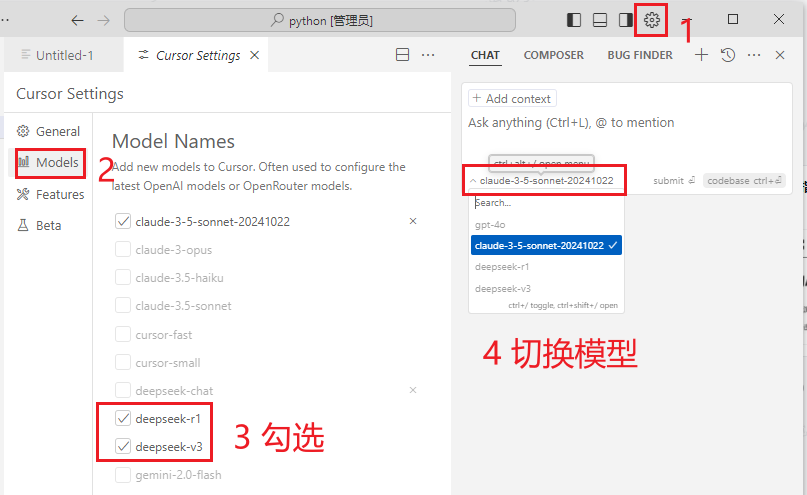 python [管理员]
1
Untitled-1
Cursor Settings
CHAT
COMPOSER
BUG FINDER
Cursor Settings
General
Models
Features
Beta
2
Model Names
Add new models to Cursor. Often used to configure the
latest OpenAI models or OpenRouter models.
claude-3-5-sonnet-20241022
claude-3-opus
claude-3.5-haiku
claude-3.5-sonnet
cursor-fast
cursor-small
deepseek-chat
deepseek-r1
deepseek-v3
gemini-2.0-flash
3 勾选
+ Add context
Ask anything (Ctrl+L), @ to mention
ctrl+alt+/ open menu
claude-3-5-sonnet-20241022
submit ⏎
codebase ctrl+⏎
Search...
gpt-4o
claude-3-5-sonnet-20241022
deepseek-r1
deepseek-v3
ctrl+/ toggle, ctrl+shift+/ open
4 切换模型